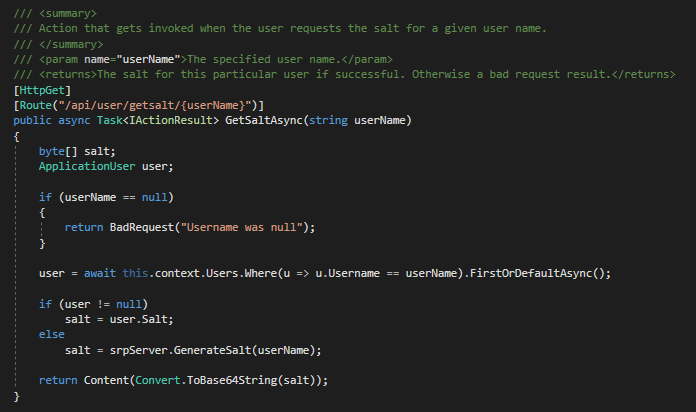 /// <summary>
/// Action that gets invoked when the user requests the salt for a given user name.
/// </summary>
/// <param name="userName">The specified user name.</param>
/// <returns>The salt for this particular user if successful. Otherwise a bad request result.</returns>
[HttpGet]
[Route("/api/user/getsalt/{userName}")]
public async Task<IActionResult> GetSaltAsync(string userName)
{
    byte[] salt;
    ApplicationUser user;

    if (userName == null)
    {
        return BadRequest("Username was null");
    }

    user = await this.context.Users.Where(u => u.Username == userName).FirstOrDefaultAsync();

    if (user != null)
        salt = user.Salt;
    else
        salt = srpServer.GenerateSalt(userName);

    return Content(Convert.ToBase64String(salt));
}